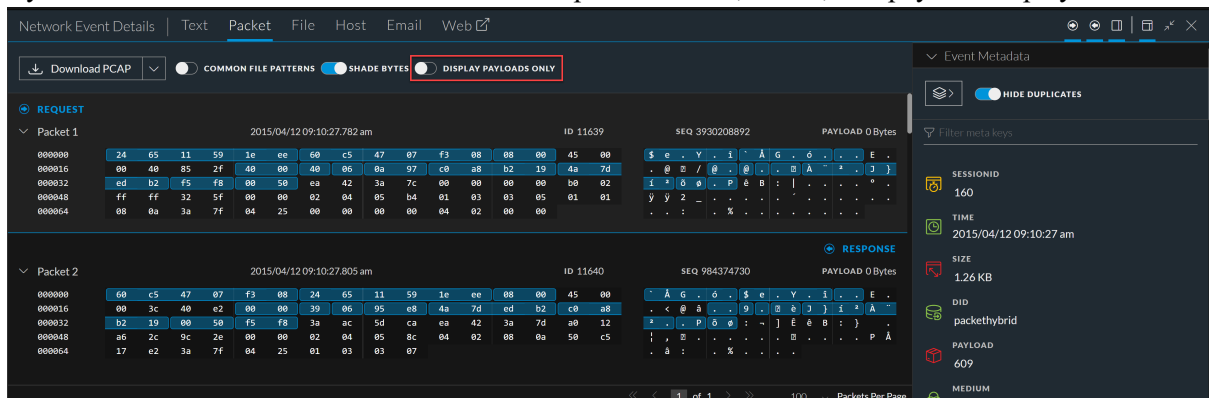 Network Event Details | Text Packet File Host Email Web
Download PCAP COMMON FILE PATTERNS SHADE BYTES DISPLAY PAYLOADS ONLY
REQUEST
Packet 1 2015/04/12 09:10:27.782 am ID 11639 SEQ 3930208892 PAYLOAD 0 Bytes
000000 24 65 11 59 1e ee 60 c5 47 07 f3 08 08 00 45 00 $ e . Y . î ` Å G . ó . . . E .
000016 00 40 85 2f 40 00 40 06 0a 97 c0 a8 b2 19 4a 7d . @ / @ . @ . . À ¨ ² . J }
000032 ed b2 f5 f8 00 50 ea 42 3a 7c 00 00 00 00 b0 02 í ² õ ø . P ê B : | . . . . ° .
000048 ff ff 32 5f 00 00 02 04 05 b4 01 03 03 05 01 01 ÿ ÿ 2 _ . . . . . ´ . . . . . .
000064 08 0a 3a 7f 04 25 00 00 00 00 04 02 00 00 . . : . % . . . . . . . .
RESPONSE
Packet 2 2015/04/12 09:10:27.805 am ID 11640 SEQ 984374730 PAYLOAD 0 Bytes
000000 60 c5 47 07 f3 08 24 65 11 59 1e ee 08 00 45 00 ` Å G . ó . $ e . Y . î . . E .
000016 00 3c 40 e2 00 00 39 06 95 e8 4a 7d ed b2 c0 a8 . < @ â . . 9 . è J } í ² À ¨
000032 b2 19 00 50 f5 f8 3a ac 5d ca ea 42 3a 7d a0 12 ² . . P õ ø : ¬ ] Ê ê B : } .
000048 a6 2c 9c 2e 00 00 02 04 05 8c 04 02 08 0a 50 c5 ¦ , . . . . . . . . . . P Å
000064 17 e2 3a 7f 04 25 01 03 03 07 . â : . % . . . .
1 of 1 100 Packets Per Page
Event Metadata
HIDE DUPLICATES
Filter meta keys
SESSIONID
160
TIME
2015/04/12 09:10:27 am
SIZE
1.26 KB
DID
packethybrid
PAYLOAD
609
MEDIUM